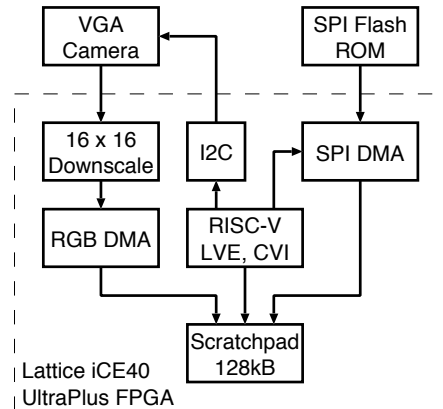 VGA
Camera
SPI Flash
ROM
16 x 16
Downscale
I2C
SPI DMA
RGB DMA
RISC-V
LVE, CVI
Scratchpad
128kB
Lattice iCE40
UltraPlus FPGA